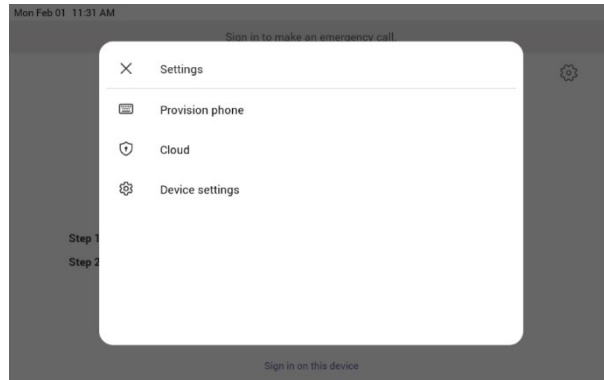 Mon Feb 01 11:31 AM
Sign in to make an emergency call.
Settings
Provision phone
Cloud
Device settings
Step 1
Step 2
Sign in on this device